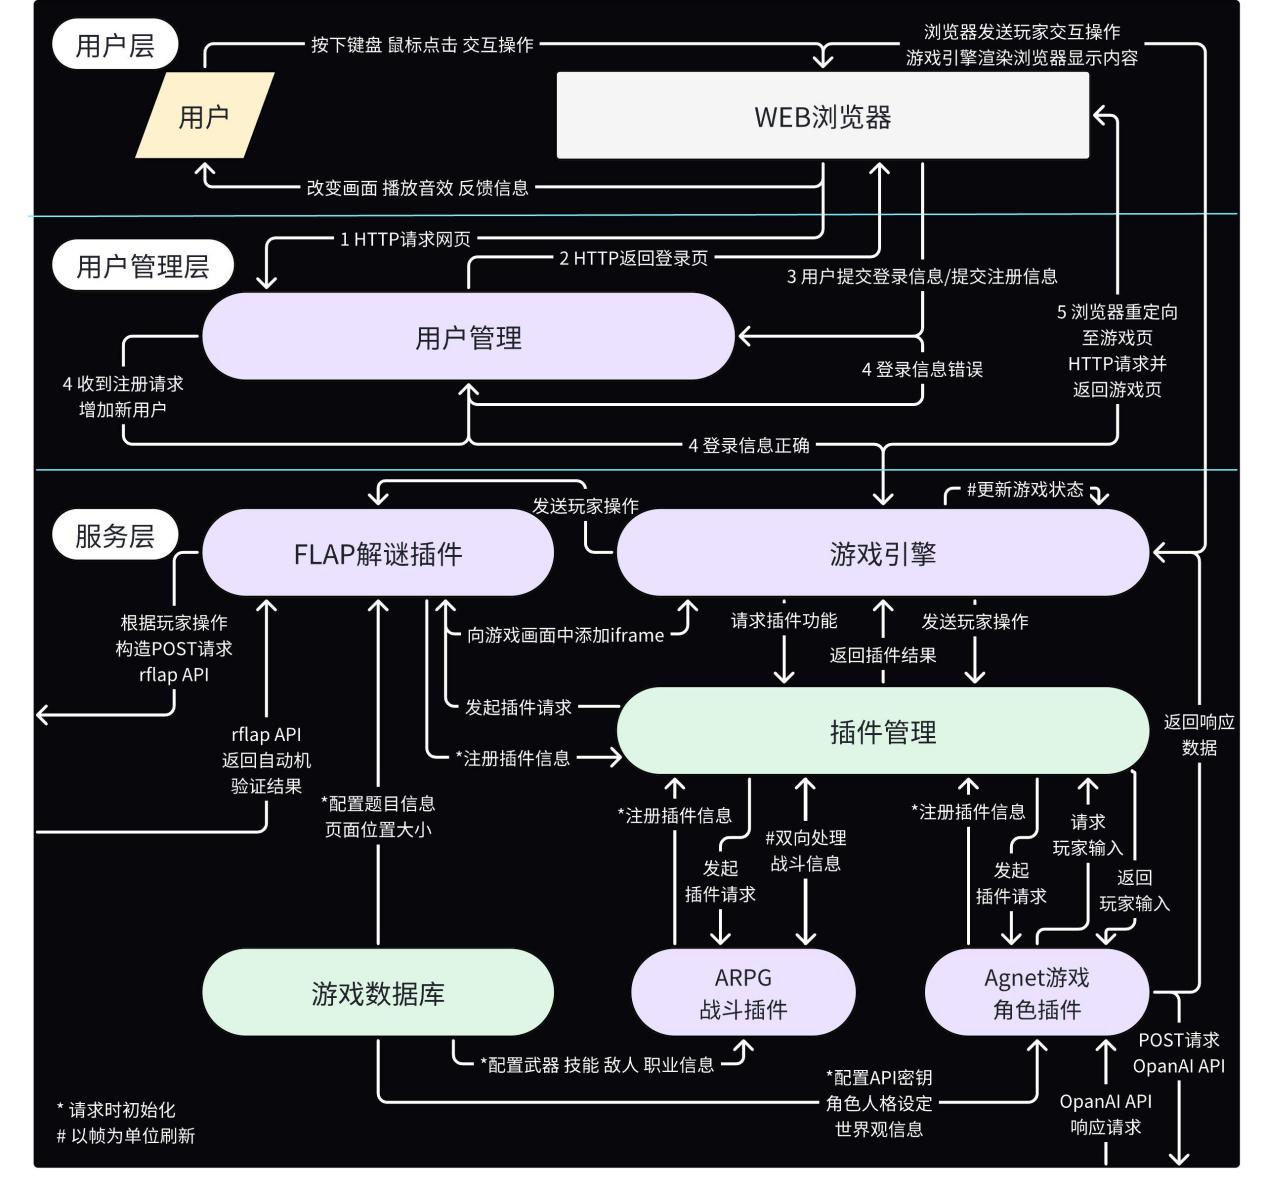 用户层
按下键盘 鼠标点击 交互操作
浏览器发送玩家交互操作
游戏引擎渲染浏览器显示内容
用户
WEB浏览器
改变画面 播放音效 反馈信息
用户管理层
1 HTTP请求网页
2 HTTP返回登录页
3 用户提交登录信息/提交注册信息
用户管理
5 浏览器重定向
至游戏页
HTTP请求并
返回游戏页
4 收到注册请求
增加新用户
4 登录信息错误
4 登录信息正确
服务层
发送玩家操作
#更新游戏状态
FLAP解谜插件
游戏引擎
根据玩家操作
构造POST请求
rflap API
向游戏画面中添加iframe
请求插件功能
返回插件结果
发送玩家操作
发起插件请求
*注册插件信息
插件管理
返回响应
数据
rflap API
返回自动机
验证结果
*配置题目信息
页面位置大小
*注册插件信息
发起
插件请求
#双向处理
战斗信息
*注册插件信息
发起
插件请求
请求
玩家输入
返回
玩家输入
游戏数据库
ARPG
战斗插件
Agnet游戏
角色插件
*配置武器 技能 敌人 职业信息
*配置API密钥
角色人格设定
世界观信息
POST请求
OpanAI API
OpanAI API
响应请求
* 请求时初始化
# 以帧为单位刷新